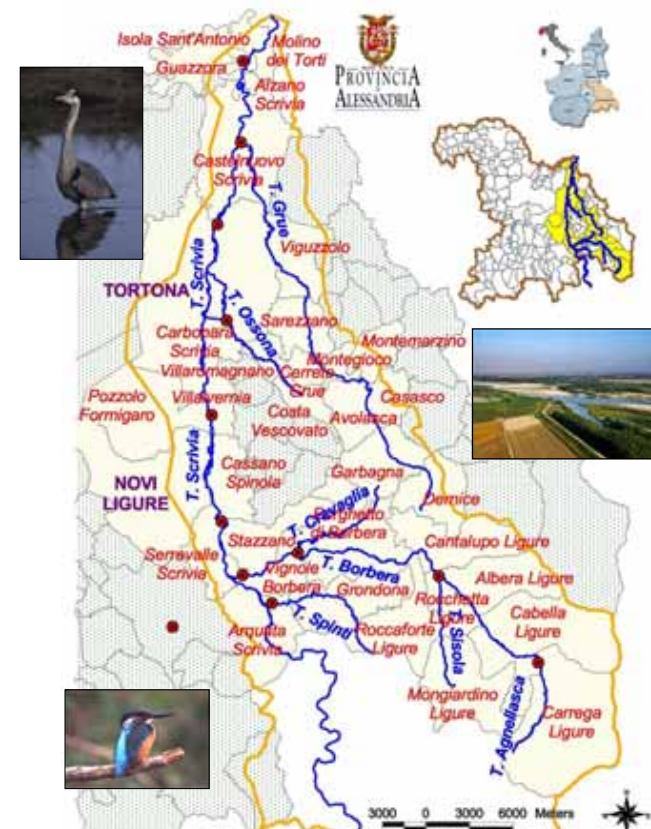 Isola Sant'Antonio
Molino
dei Torti
Guazzora
Alzano
Scrivia
PROVINCIA
DI
ALESSANDRIA
Castelnuovo
Scrivia
T. Grue
Viguzzolo
T. Scrivia
TORTONA
T. Ossona
Sarezzano
Carbonara
Scrivia
Montemarzino
Montegioco
Villaromagnano
Cerreto
Grue
Casasco
Pozzolo
Formigaro
Villalvernia
Costa
Vescovato
Avolasca
T. Scrivia
Cassano
Spinola
Garbagna
NOVI
LIGURE
Dernice
Borghetto
di Borbera
Stazzano
Cantalupo Ligure
Serravalle
Scrivia
Vignole
Borbera
T. Borbera
Albera Ligure
Grondona
Rocchetta
Ligure
Cabella
Ligure
T. Spinti
T. Sisola
Arquata
Scrivia
Roccaforte
Ligure
Mongiardino
Ligure
T. Agnellasca
Carrega
Ligure
3000 0 3000 6000 Meters